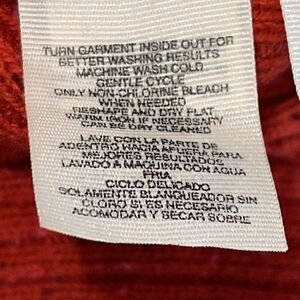 TURN GARMENT INSIDE OUT FOR
BETTER WASHING RESULTS
MACHINE WASH COLD
GENTLE CYCLE
ONLY NON-CHLORINE BLEACH
WHEN NEEDED
RESHAPE AND DRY FLAT
WARM IRON IF NECESSARY
CAN BE DRY CLEANED
LAVE CON LA PARTE DE
ADENTRO HACIA AFUERA PARA
MEJORES RESULTADOS
LAVADO A MAQUINA CON AGUA
FRIA
CICLO DELICADO
SOLAMENTE BLANQUEADOR SIN
CLORO SI ES NECESARIO
ACOMODAR Y SECAR SOBRE